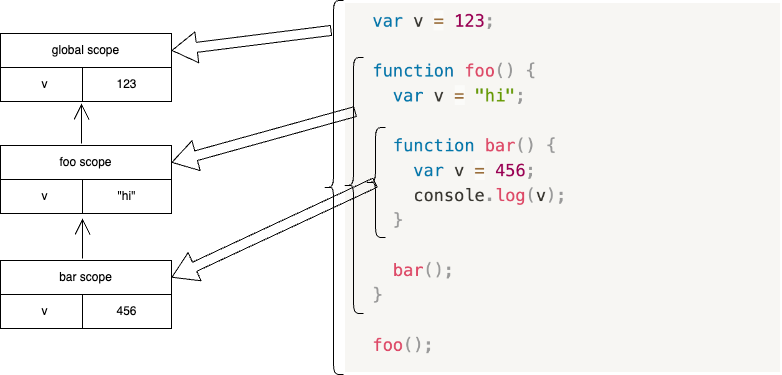 global scope
v 123
foo scope
v "hi"
bar scope
v 456
var v = 123;
function foo() {
var v = "hi";
function bar() {
var v = 456;
console.log(v);
}
bar();
}
foo();